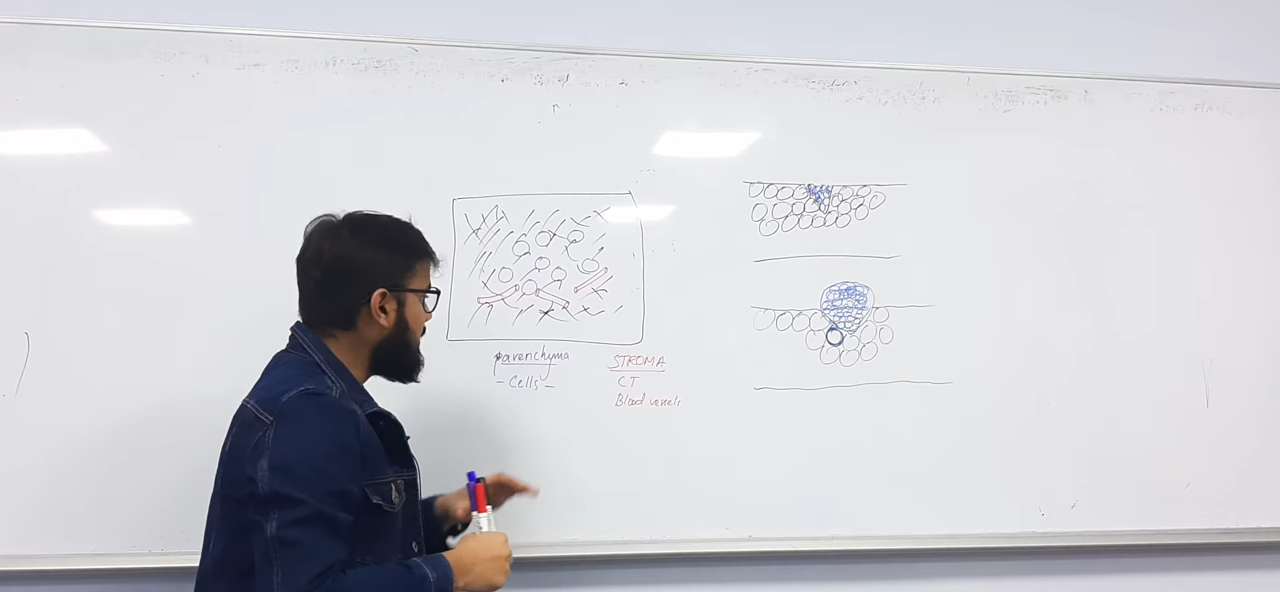 parenchyma
- Cells -
STROMA
CT
Blood vessels